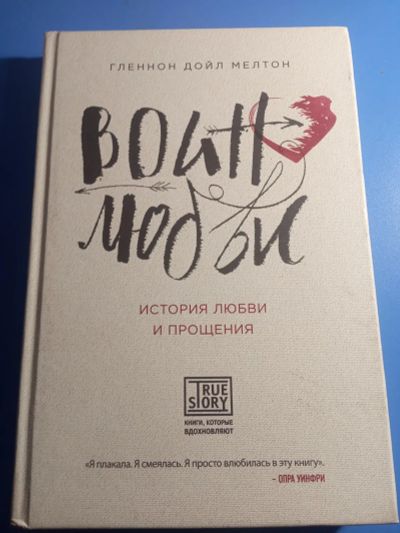 ГЛЕННОН ДОЙЛ МЕЛТОН
ВОИН
ЛЮБВИ
ИСТОРИЯ ЛЮБВИ
И ПРОЩЕНИЯ
TRUE
STORY
КНИГИ, КОТОРЫЕ
ВДОХНОВЛЯЮТ
«Я плакала. Я смеялась. Я просто влюбилась в эту книгу».
– ОПРА УИНФРИ